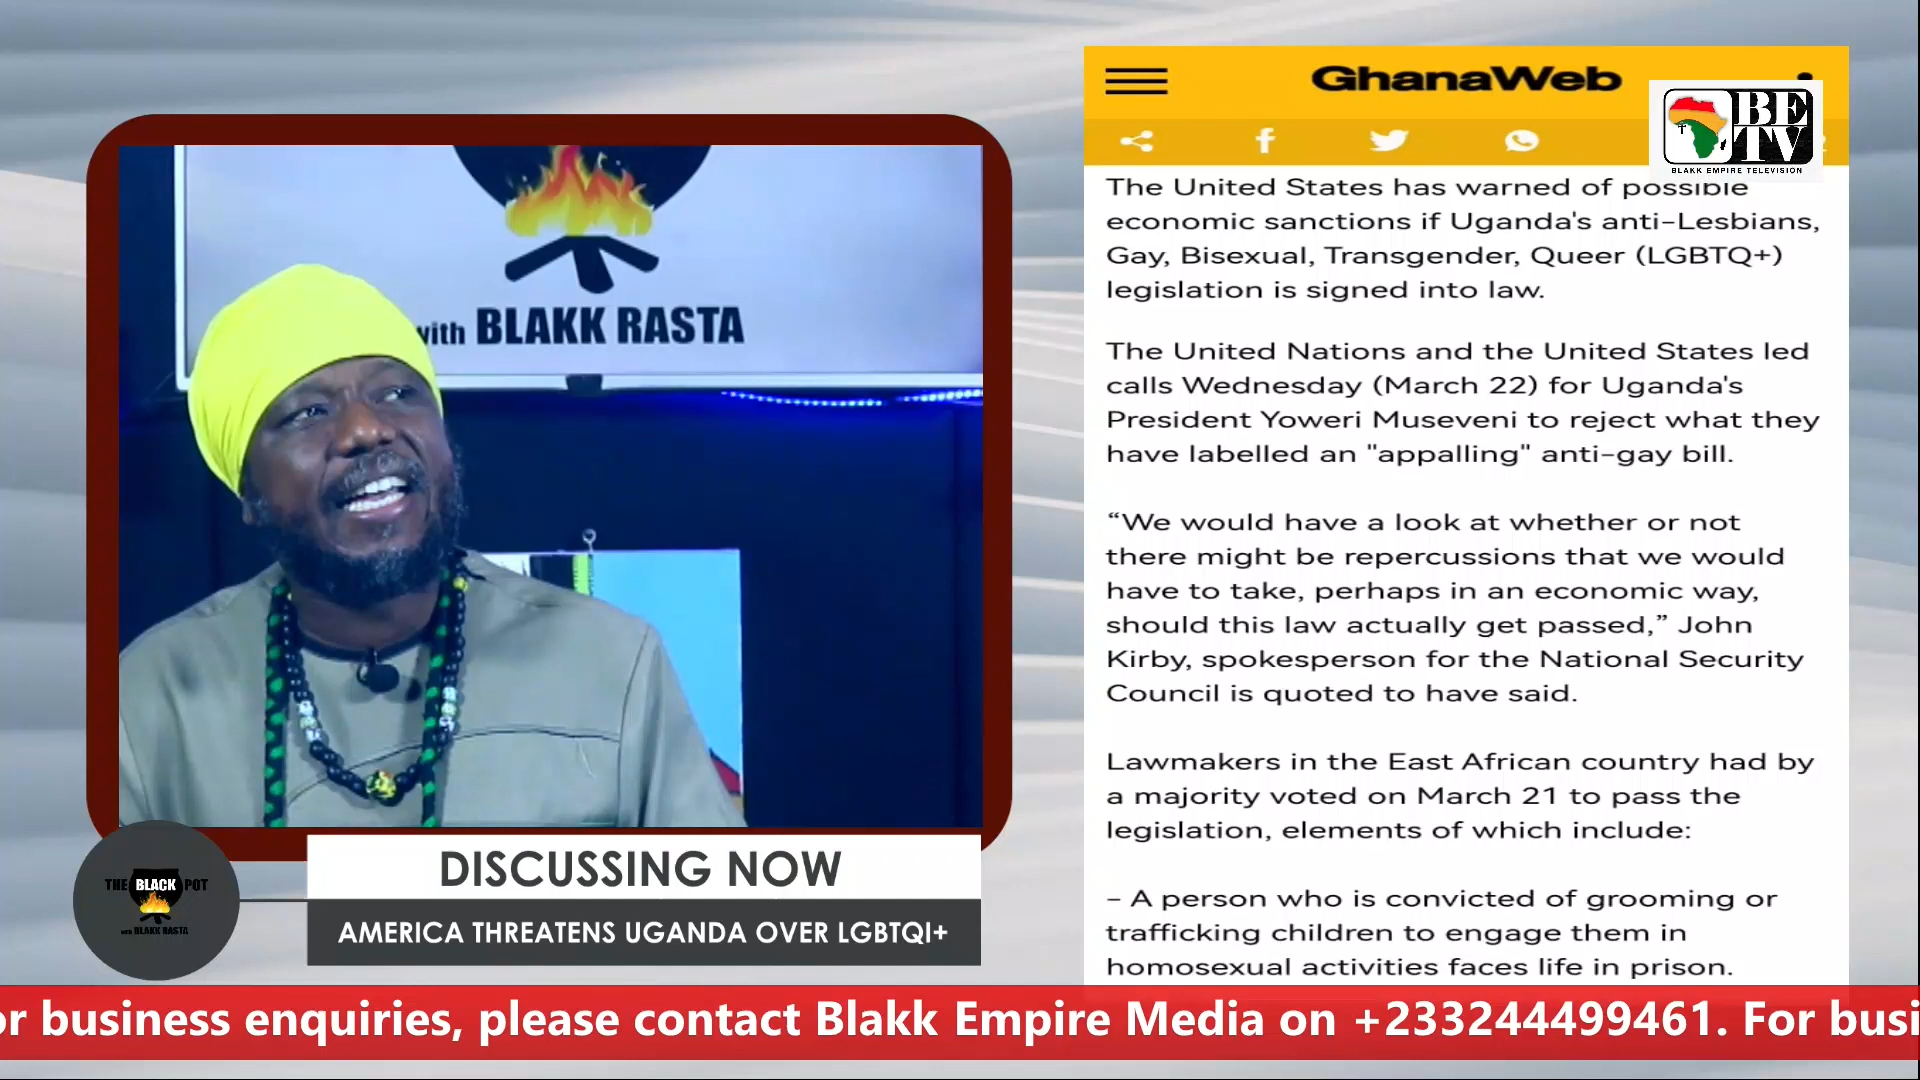 with BLAKK RASTA
THE BLACK POT
with BLAKK RASTA
DISCUSSING NOW
AMERICA THREATENS UGANDA OVER LGBTQI+
GhanaWeb
BE
TV
BLAKK EMPIRE TELEVISION
The United States has warned of possible
economic sanctions if Uganda's anti-Lesbians,
Gay, Bisexual, Transgender, Queer (LGBTQ+)
legislation is signed into law.
The United Nations and the United States led
calls Wednesday (March 22) for Uganda's
President Yoweri Museveni to reject what they
have labelled an "appalling" anti-gay bill.
“We would have a look at whether or not
there might be repercussions that we would
have to take, perhaps in an economic way,
should this law actually get passed,” John
Kirby, spokesperson for the National Security
Council is quoted to have said.
Lawmakers in the East African country had by
a majority voted on March 21 to pass the
legislation, elements of which include:
- A person who is convicted of grooming or
trafficking children to engage them in
homosexual activities faces life in prison.
or business enquiries, please contact Blakk Empire Media on +233244499461. For busi